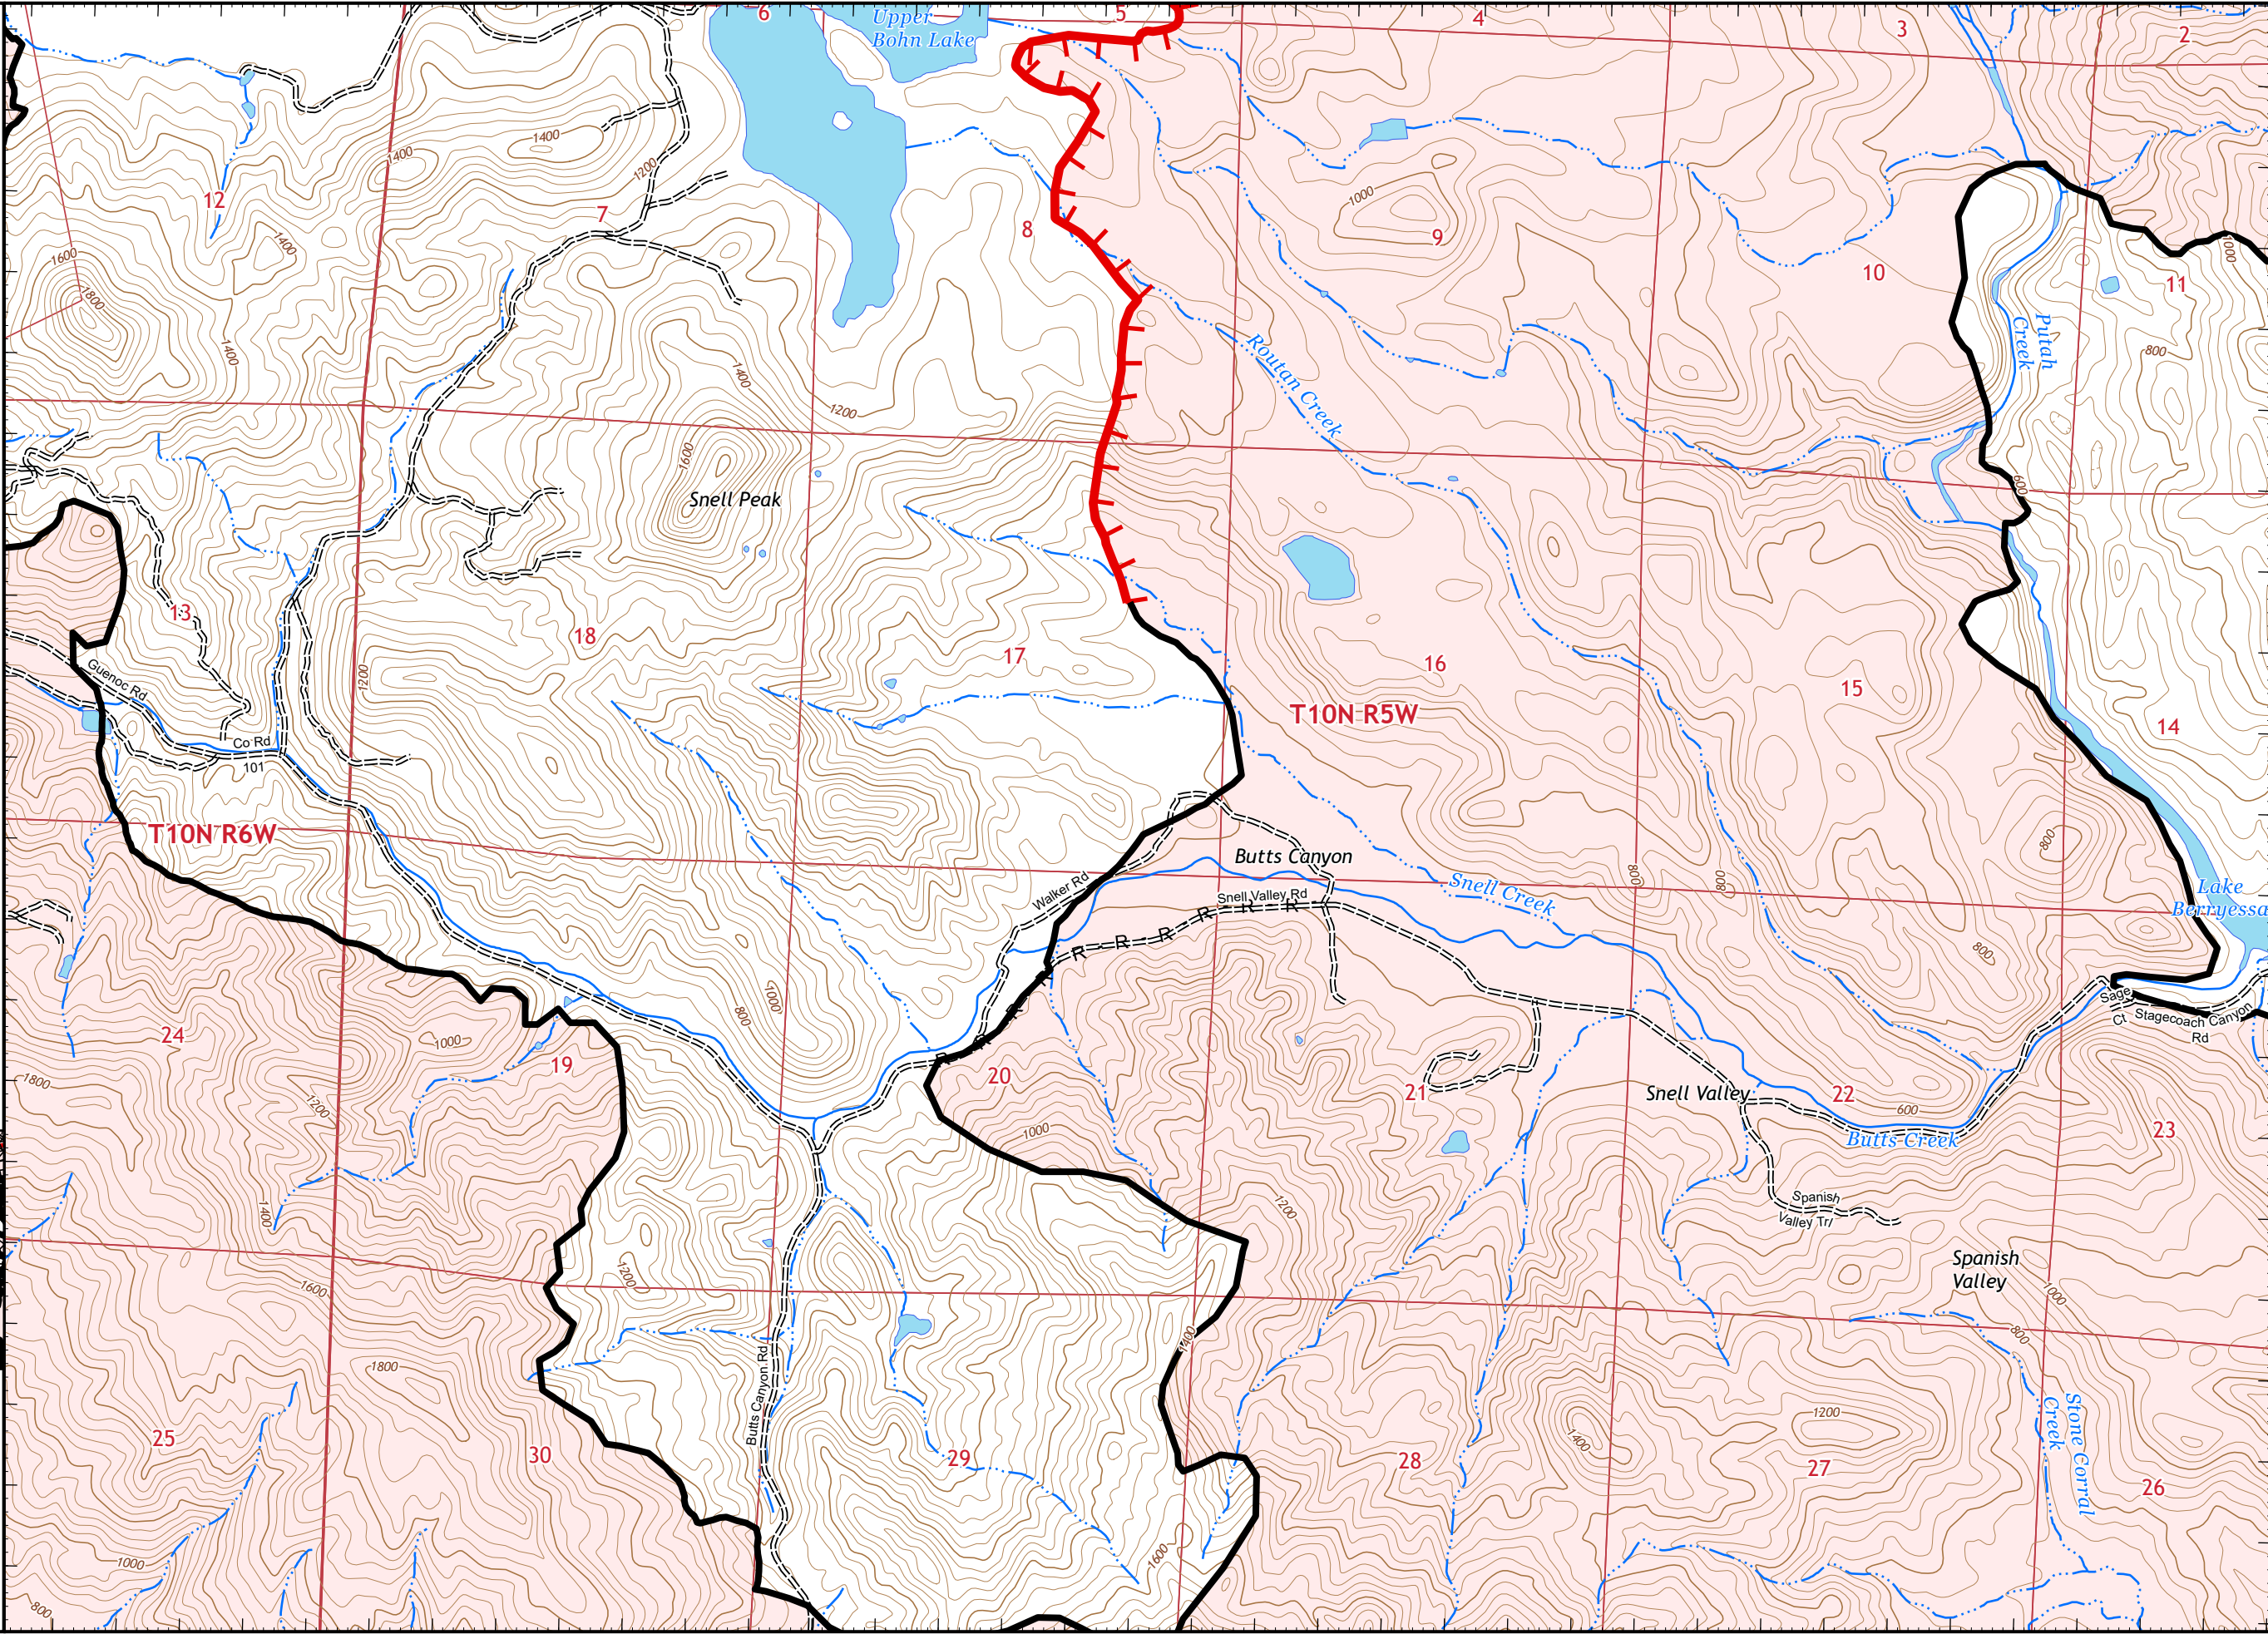 6
Upper
Bohn Lake
5
4
3
2
1400
1400
1200
12
7
8
1000
9
10
11
1000
1600
1400
1800
1400
1400
1200
Routan Creek
Putah
Creek
800
1600
Snell Peak
600
13
18
17
16
15
14
1200
Guenoc Rd
Co Rd
101
T10N R5W
T10N R6W
Butts Canyon
800
800
800
Walker Rd
Snell Valley Rd
R R R
R R R
R
R
R
R
Snell Creek
Lake
Berryessa
800
1000
800
24
1000
19
20
21
Snell Valley
22
600
Butts Creek
23
Sage
Ct
Stagecoach Canyon
Rd
1800
1200
1000
1400
1200
1200
Spanish
Valley Trl
Spanish
Valley
1000
800
1600
1400
1800
Butts Canyon Rd
25
30
29
28
1400
1200
27
26
Stone Corral
Creek
1000
1600
800